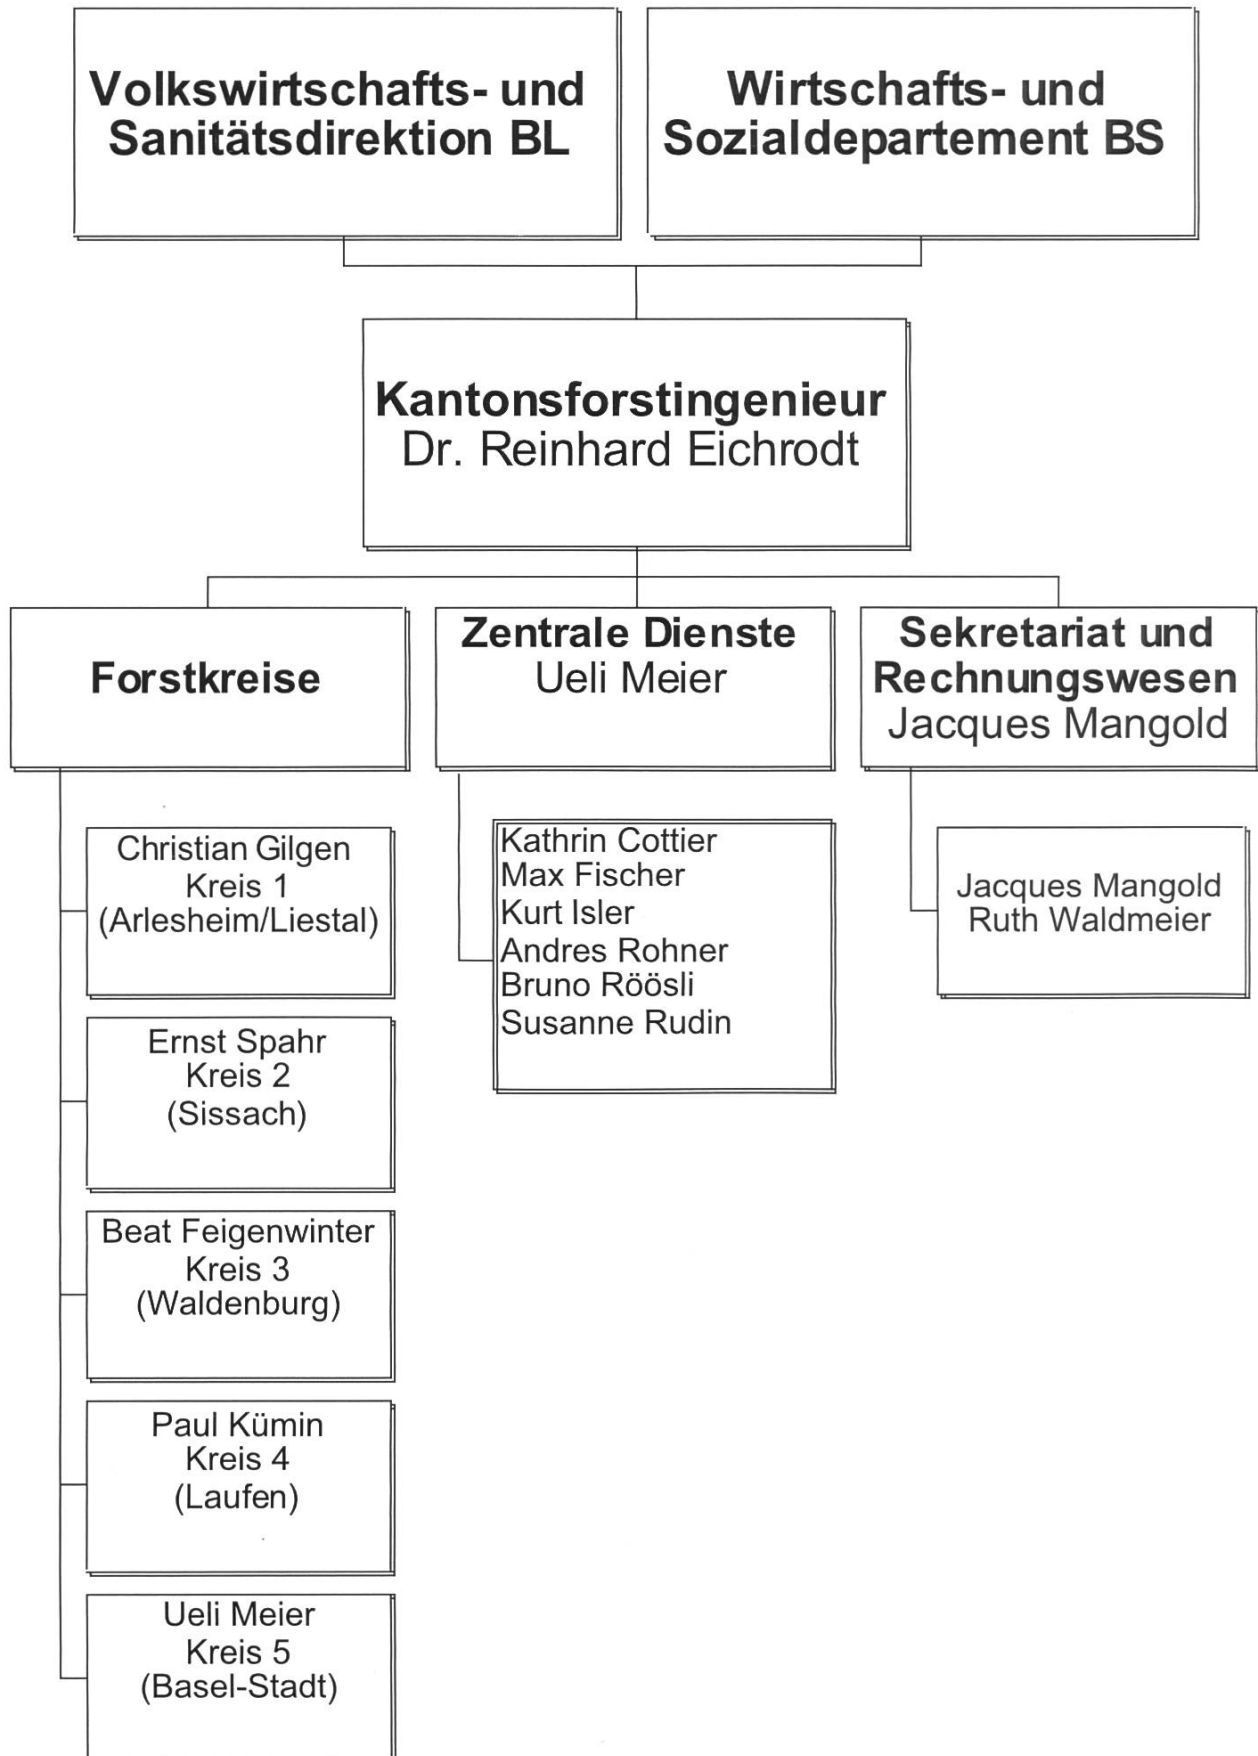 Volkswirtschafts- und
Sanitätsdirektion BL
Wirtschafts- und
Sozialdepartement BS
Kantonsforstingenieur
Dr. Reinhard Eichrodt
Forstkreise
Zentrale Dienste
Ueli Meier
Sekretariat und
Rechnungswesen
Jacques Mangold
Christian Gilgen
Kreis 1
(Arlesheim/Liestal)
Ernst Spahr
Kreis 2
(Sissach)
Beat Feigenwinter
Kreis 3
(Waldenburg)
Paul Kümin
Kreis 4
(Laufen)
Ueli Meier
Kreis 5
(Basel-Stadt)
Kathrin Cottier
Max Fischer
Kurt Isler
Andres Rohner
Bruno Röösli
Susanne Rudin
Jacques Mangold
Ruth Waldmeier